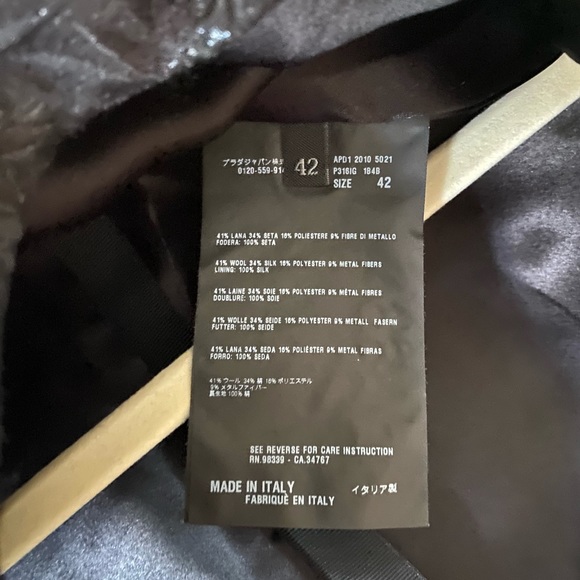 プラダジャパン株
0120-559-914
42
APD1 2010 5021
P316IG 1B4B
SIZE 42
41% LANA 34% SETA 16% POLIESTERE 9% FIBRE DI METALLO
FODERA: 100% SETA
41% WOOL 34% SILK 16% POLYESTER 9% METAL FIBERS
LINING: 100% SILK
41% LAINE 34% SOIE 16% POLYESTER 9% MÉTAL FIBRES
DOUBLURE: 100% SOIE
41% WOLLE 34% SEIDE 16% POLYESTER 9% METALL FASERN
FUTTER: 100% SEIDE
41% LANA 34% SEDA 16% POLIÉSTER 9% METAL FIBRAS
FORRO: 100% SEDA
41% ウール 34% 絹 16% ポリエステル
9% メタルファイバー
裏生地 100% 絹
SEE REVERSE FOR CARE INSTRUCTION
RN.98339 - CA.34767
MADE IN ITALY
FABRIQUÉ EN ITALY
イタリア製